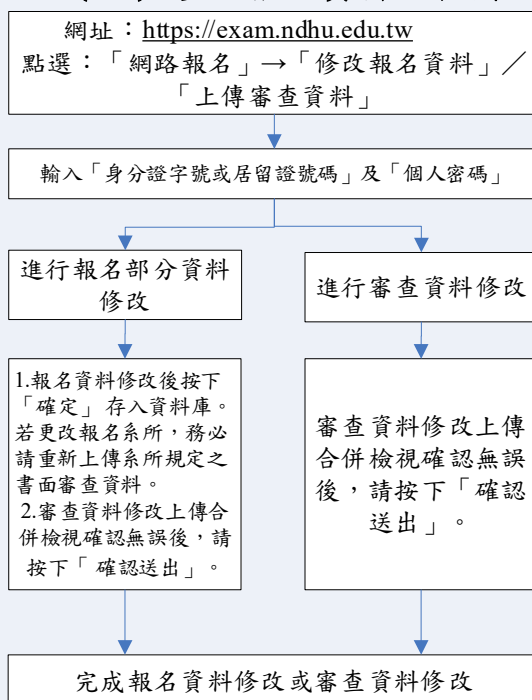 網址：https://exam.ndhu.edu.tw
點選：「網路報名」→「修改報名資料」／
「上傳審查資料」
輸入「身分證字號或居留證號碼」及「個人密碼」
進行報名部分資料
修改
進行審查資料修改
1.報名資料修改後按下
「確定」存入資料庫。
若更改報名系所，務必
請重新上傳系所規定之
書面審查資料。
2.審查資料修改上傳合
併檢視確認無誤後，請
按下「 確認送出」。
審查資料修改上傳
合併檢視確認無誤
後，請按下「確認
送出」。
完成報名資料修改或審查資料修改